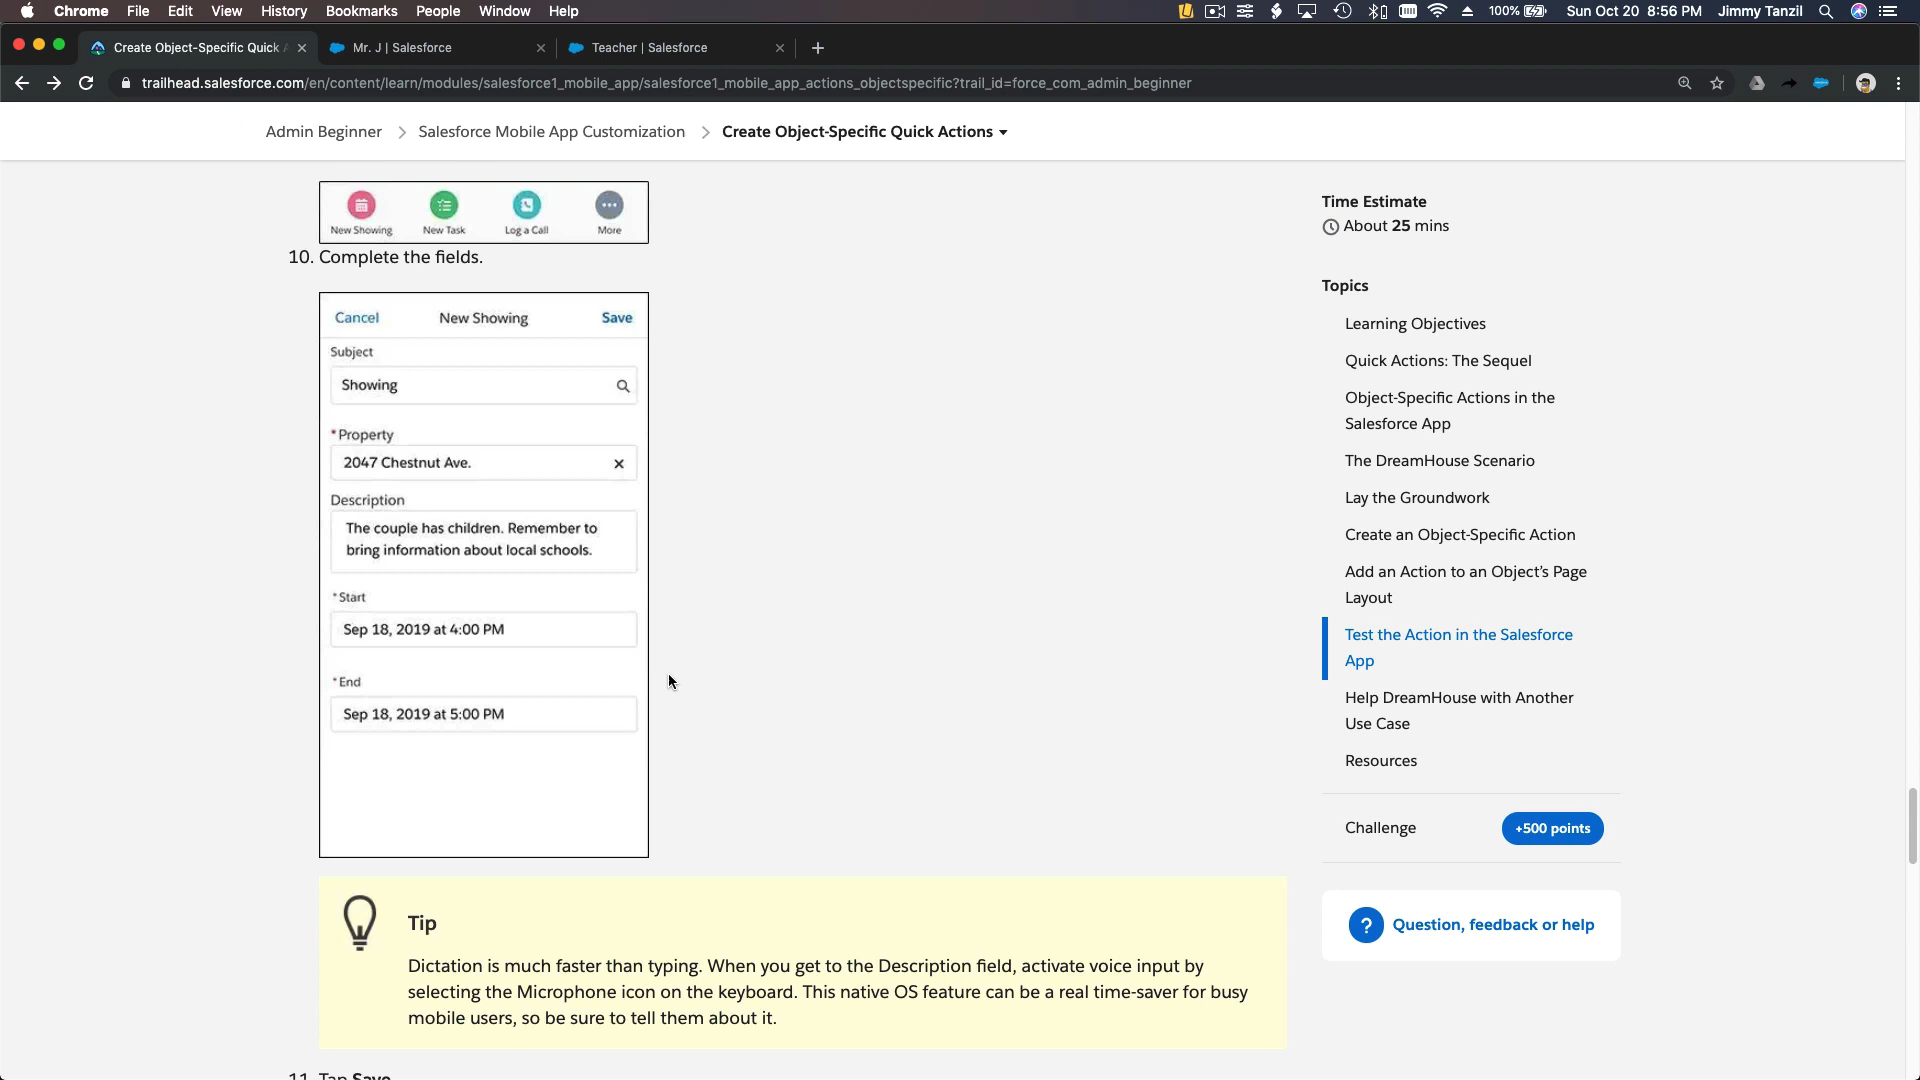 Chrome File Edit View History Bookmarks People Window Help 100% Sun Oct 20 8:56 PM Jimmy Tanzil
Create Object-Specific Quick A Mr. J | Salesforce Teacher | Salesforce
trailhead.salesforce.com/en/content/learn/modules/salesforce1_mobile_app/salesforce1_mobile_app_actions_objectspecific?trail_id=force_com_admin_beginner
Admin Beginner > Salesforce Mobile App Customization > Create Object-Specific Quick Actions
New Showing New Task Log a Call More
10. Complete the fields.
Cancel New Showing Save
Subject
Showing
*Property
2047 Chestnut Ave.
Description
The couple has children. Remember to
bring information about local schools.
*Start
Sep 18, 2019 at 4:00 PM
*End
Sep 18, 2019 at 5:00 PM
Tip
Dictation is much faster than typing. When you get to the Description field, activate voice input by
selecting the Microphone icon on the keyboard. This native OS feature can be a real time-saver for busy
mobile users, so be sure to tell them about it.
11. Tap Save
Time Estimate
About 25 mins
Topics
Learning Objectives
Quick Actions: The Sequel
Object-Specific Actions in the
Salesforce App
The DreamHouse Scenario
Lay the Groundwork
Create an Object-Specific Action
Add an Action to an Object's Page
Layout
Test the Action in the Salesforce
App
Help DreamHouse with Another
Use Case
Resources
Challenge +500 points
? Question, feedback or help